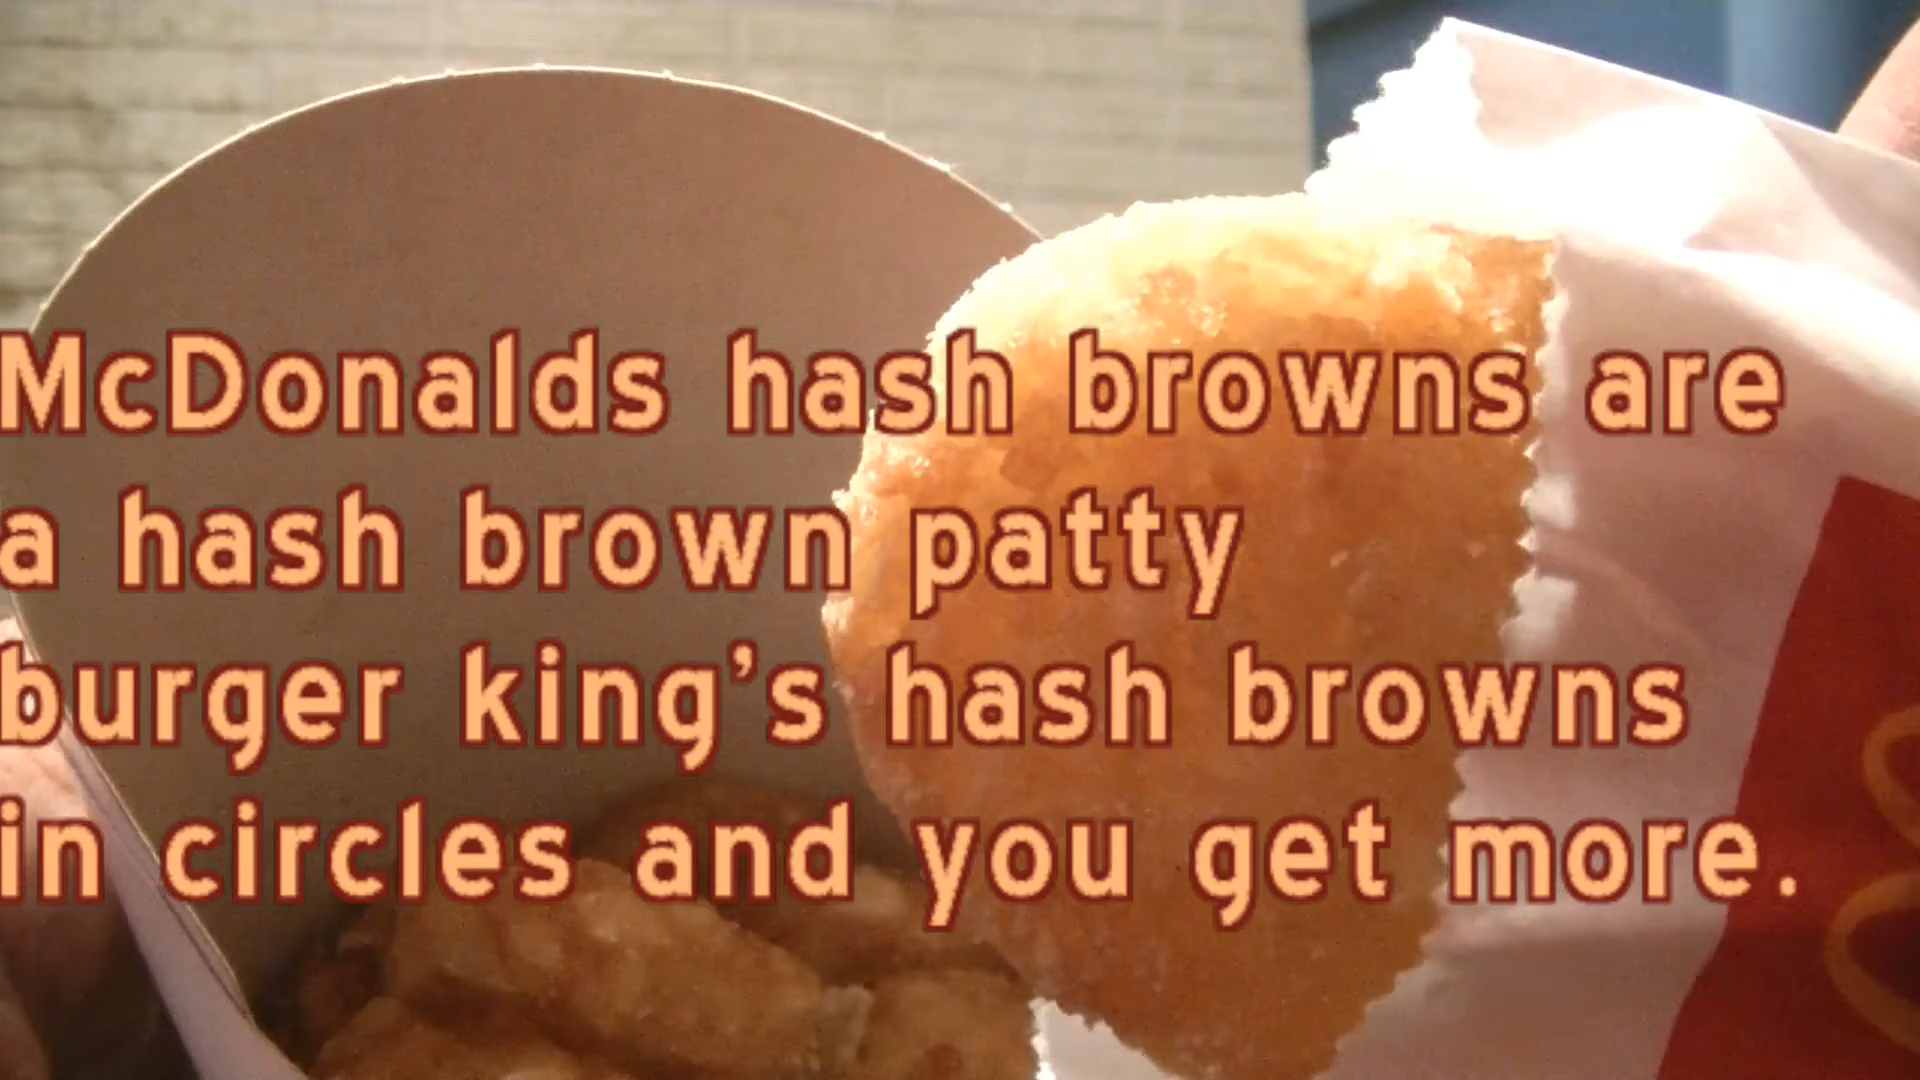 McDonalds hash browns are
a hash brown patty
burger king's hash browns
in circles and you get more.